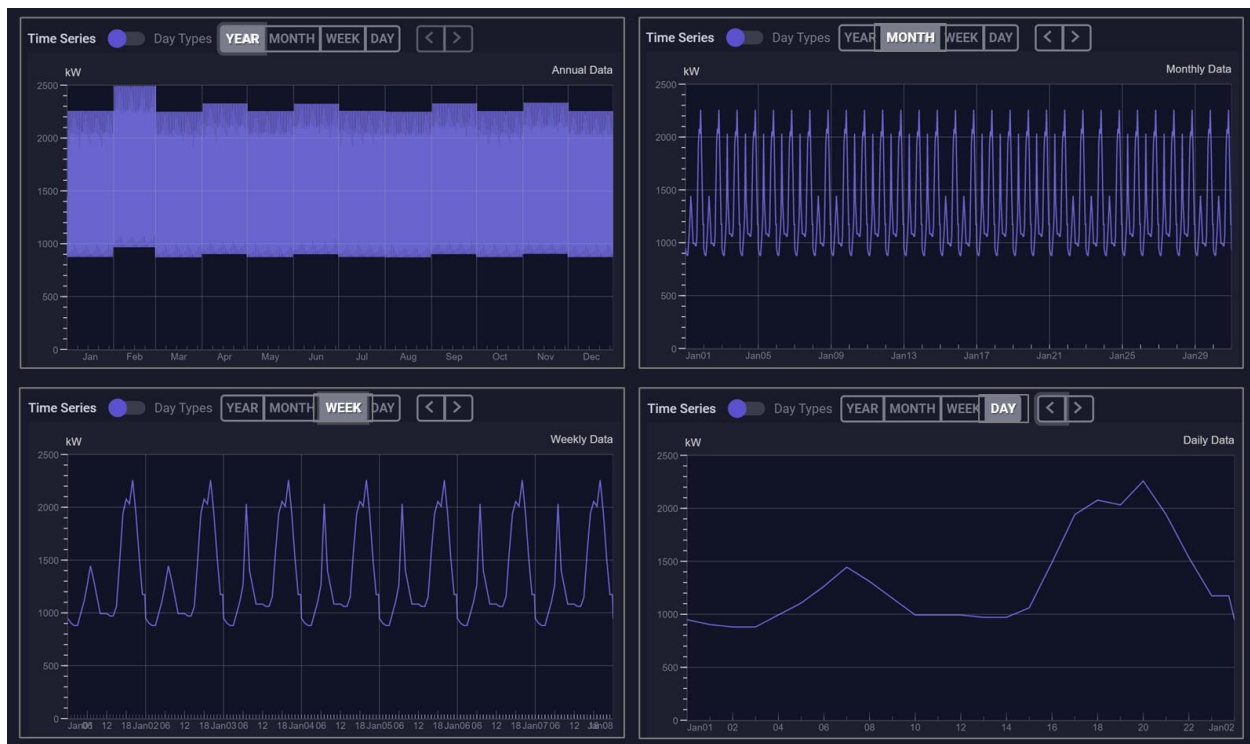 Time Series Day Types YEAR MONTH WEEK DAY < >
kW Annual Data
2500
2000
1500
1000
500
0
Jan Feb Mar Apr May Jun Jul Aug Sep Oct Nov Dec
Time Series Day Types YEAR MONTH WEEK DAY < >
kW Monthly Data
2500
2000
1500
1000
500
0
Jan01 Jan05 Jan09 Jan13 Jan17 Jan21 Jan25 Jan29
Time Series Day Types YEAR MONTH WEEK DAY < >
kW Weekly Data
2500
2000
1500
1000
500
0
12 18 Jan02 06 12 18 Jan03 06 12 18 Jan04 06 12 18 Jan05 06 12 18 Jan06 06 12 18 Jan07 06 12
Time Series Day Types YEAR MONTH WEEK DAY < >
kW Daily Data
2500
2000
1500
1000
500
0
Jan01 02 04 06 08 10 12 14 16 18 20 22 Jan02